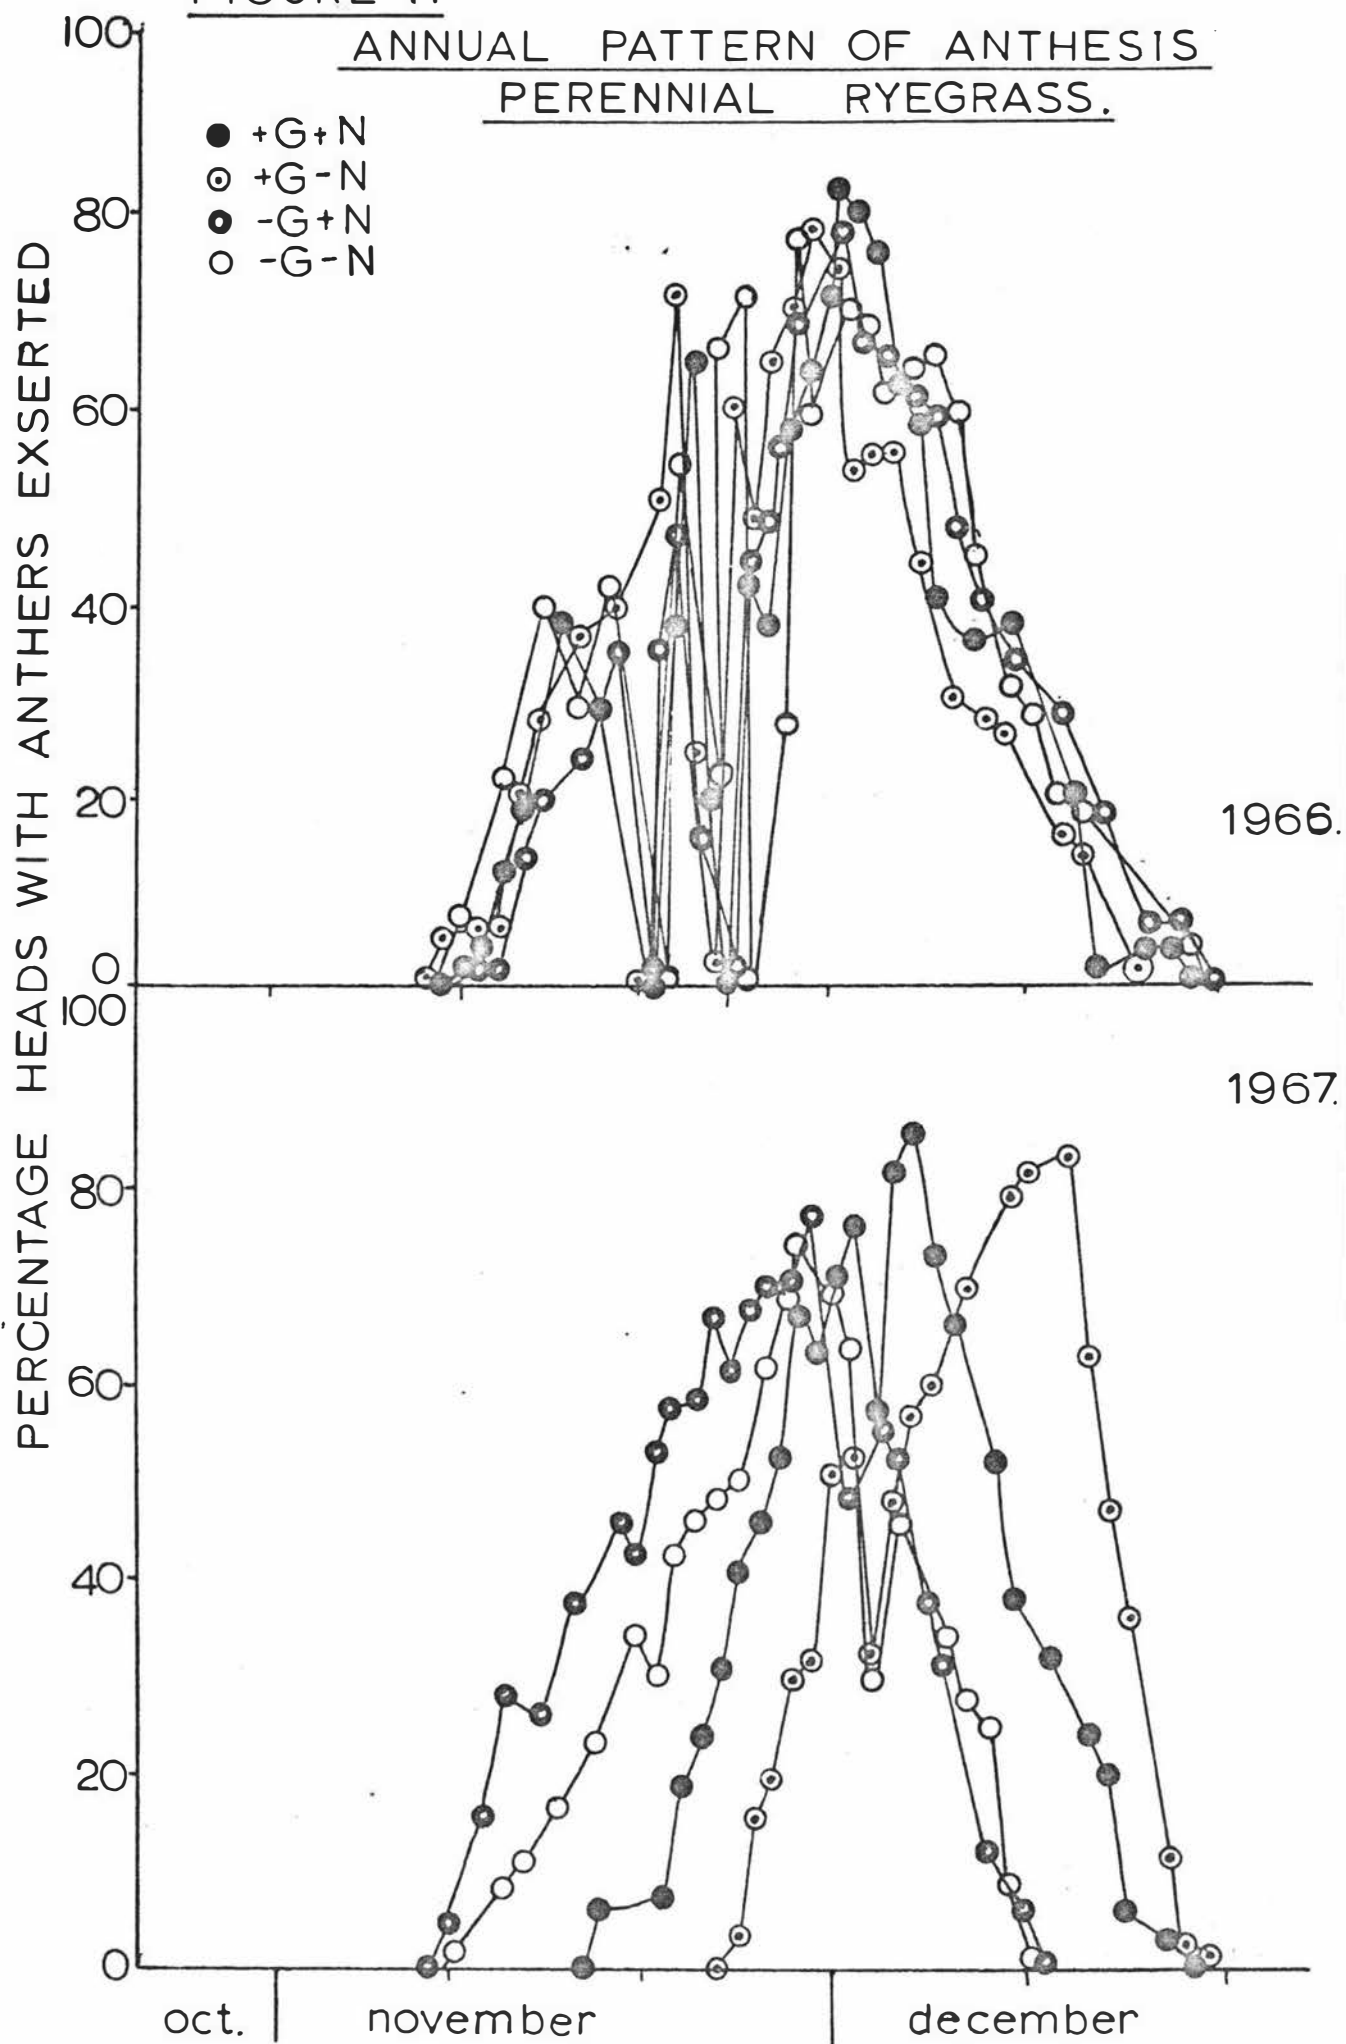 ANNUAL PATTERN OF ANTHESIS
PERENNIAL RYEGRASS.
+G+N
+G-N
-G+N
-G-N
PERCENTAGE HEADS WITH ANTHERS EXSERTED
100
80
60
40
20
0
1966.
100
80
60
40
20
0
1967.
oct. november december